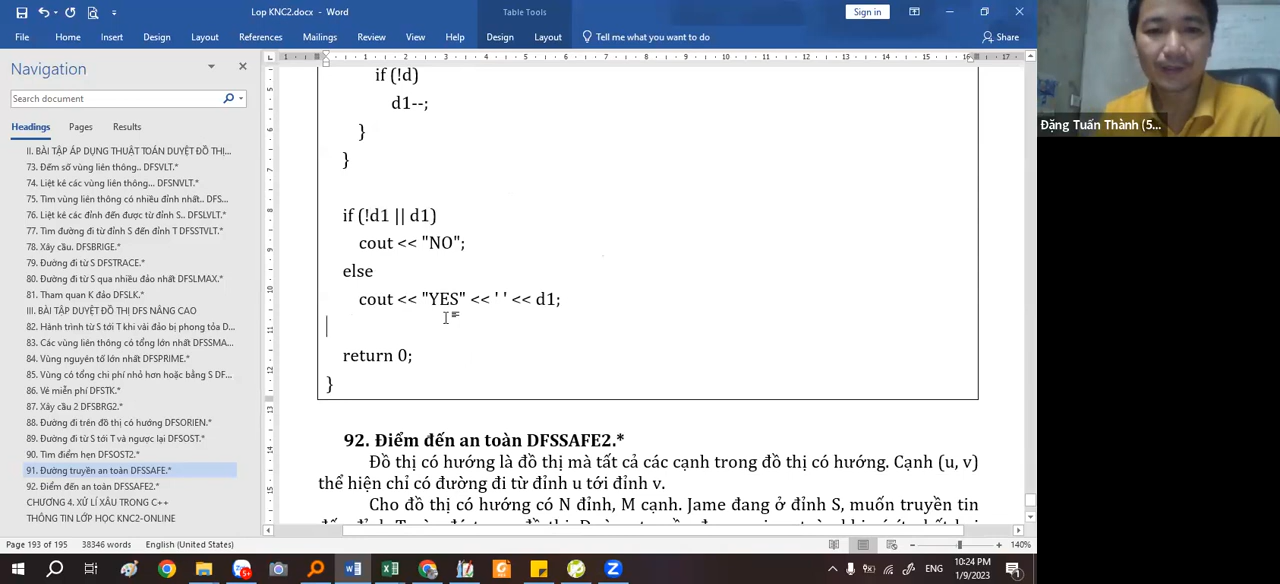 Lop KNC2.docx - Word
Table Tools
Sign in
File
Home
Insert
Design
Layout
References
Mailings
Review
View
Help
Design
Layout
Tell me what you want to do
Share
Navigation
Search document
Headings
Pages
Results
II. BÀI TẬP ÁP DỤNG THUẬT TOÁN DUYỆT ĐỒ THỊ...
73. Đếm số vùng liên thông.. DFSVLT.*
74. Liệt kê các vùng liên thông... DFSNVLT.*
75. Tìm vùng liên thông có nhiều đỉnh nhất.. DFS...
76. Liệt kê các đỉnh đến được từ đỉnh S.. DFSLVLT.*
77. Tìm đường đi từ đỉnh S đến đỉnh T DFSSTVLT.*
78. Xây cầu. DFSBRIGE.*
79. Đường đi từ S DFSTRACE.*
80. Đường đi từ S qua nhiều đảo nhất DFSLMAX.*
81. Tham quan K đảo DFSLK.*
III. BÀI TẬP DUYỆT ĐỒ THỊ DFS NÂNG CAO
82. Hành trình từ S tới T khi vài đảo bị phong tỏa D...
83. Các vùng liên thông có tổng lớn nhất DFSSMA...
84. Vùng nguyên tố lớn nhất DFSPRIME.*
85. Vùng có tổng chi phí nhỏ hơn hoặc bằng S DF...
86. Vé miễn phí DFSTK.*
87. Xây cầu 2 DFSBRG2.*
88. Đường đi trên đồ thị có hướng DFSORIEN.*
89. Đường đi từ S tới T và ngược lại DFSOST.*
90. Tìm điểm hẹn DFSOST2.*
91. Đường truyền an toàn DFSSAFE.*
92. Điểm đến an toàn DFSSAFE2.*
CHƯƠNG 4. XỬ LÍ XÂU TRONG C++
THÔNG TIN LỚP HỌC KNC2-ONLINE
if (!d)
d1--;
}
}
if (!d1 || d1)
cout << "NO";
else
cout << "YES" << ' ' << d1;
return 0;
}
92. Điểm đến an toàn DFSSAFE2.*
Đồ thị có hướng là đồ thị mà tất cả các cạnh trong đồ thị có hướng. Cạnh (u, v)
thể hiện chỉ có đường đi từ đỉnh u tới đỉnh v.
Cho đồ thị có hướng có N đỉnh, M cạnh. Jame đang ở đỉnh S, muốn truyền tin
Đặng Tuấn Thành (5...
Page 193 of 195
38346 words
English (United States)
140%
ENG
10:24 PM
1/9/2023